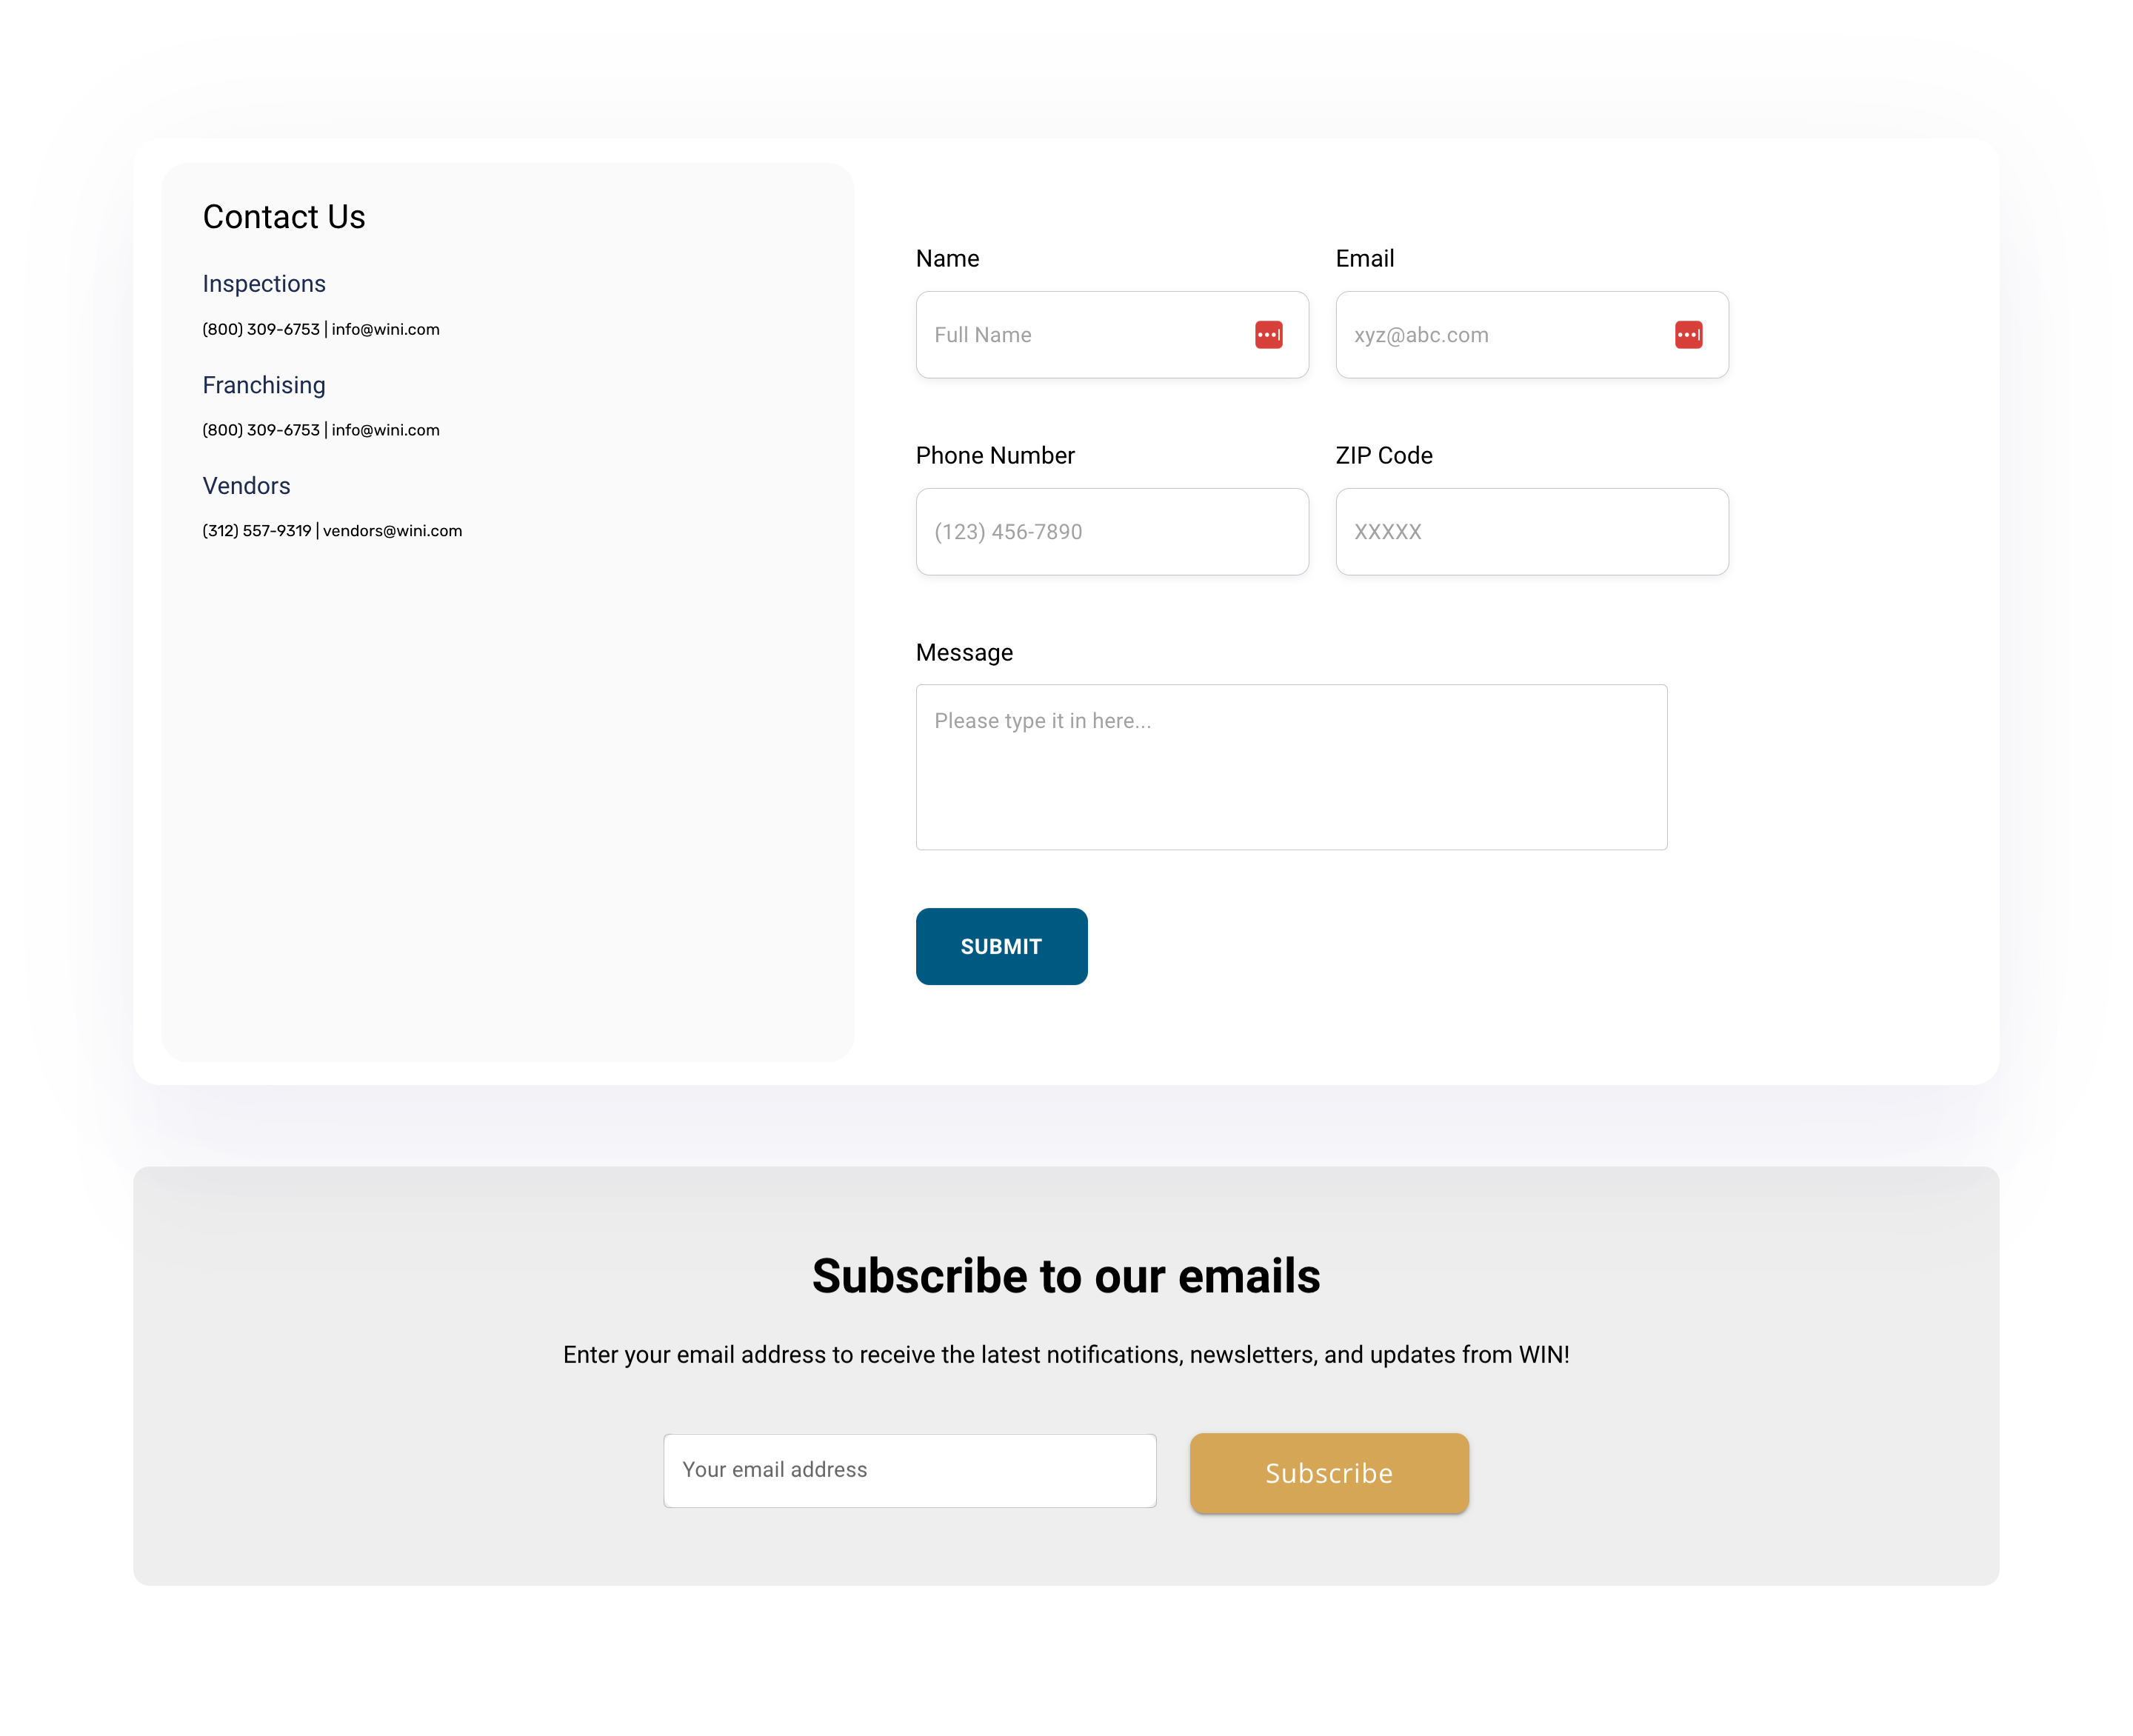 Contact Us
Inspections
(800) 309-6753 | info@wini.com
Franchising
(800) 309-6753 | info@wini.com
Vendors
(312) 557-9319 | vendors@wini.com
Name
Email
Full Name
xyz@abc.com
Phone Number
ZIP Code
(123) 456-7890
XXXXX
Message
Please type it in here...
SUBMIT
Subscribe to our emails
Enter your email address to receive the latest notifications, newsletters, and updates from WIN!
Your email address
Subscribe